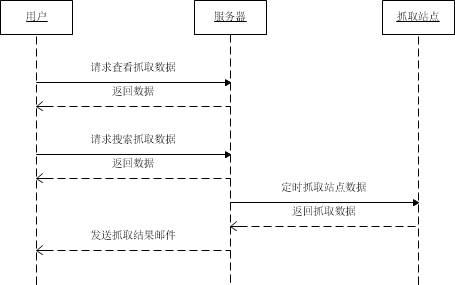 用户
服务器
抓取站点
请求查看抓取数据
返回数据
请求搜索抓取数据
返回数据
定时抓取站点数据
返回抓取数据
发送抓取结果邮件